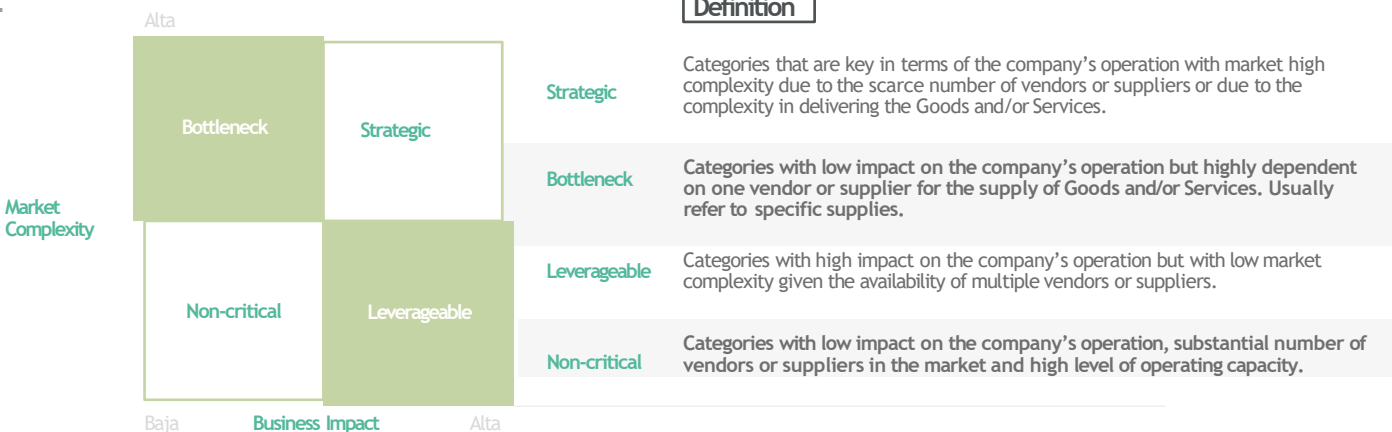 Definition
Alta
Strategic
Categories that are key in terms of the company's operation with market high
complexity due to the scarce number of vendors or suppliers or due to the
complexity in delivering the Goods and/or Services.
Bottleneck
Strategic
Bottleneck
Categories with low impact on the company's operation but highly dependent
on one vendor or supplier for the supply of Goods and/or Services. Usually
refer to specific supplies.
Market
Complexity
Leverageable
Categories with high impact on the company's operation but with low market
complexity given the availability of multiple vendors or suppliers.
Non-critical
Leverageable
Non-critical
Categories with low impact on the company's operation, substantial number of
vendors or suppliers in the market and high level of operating capacity.
Baja
Business Impact
Alta